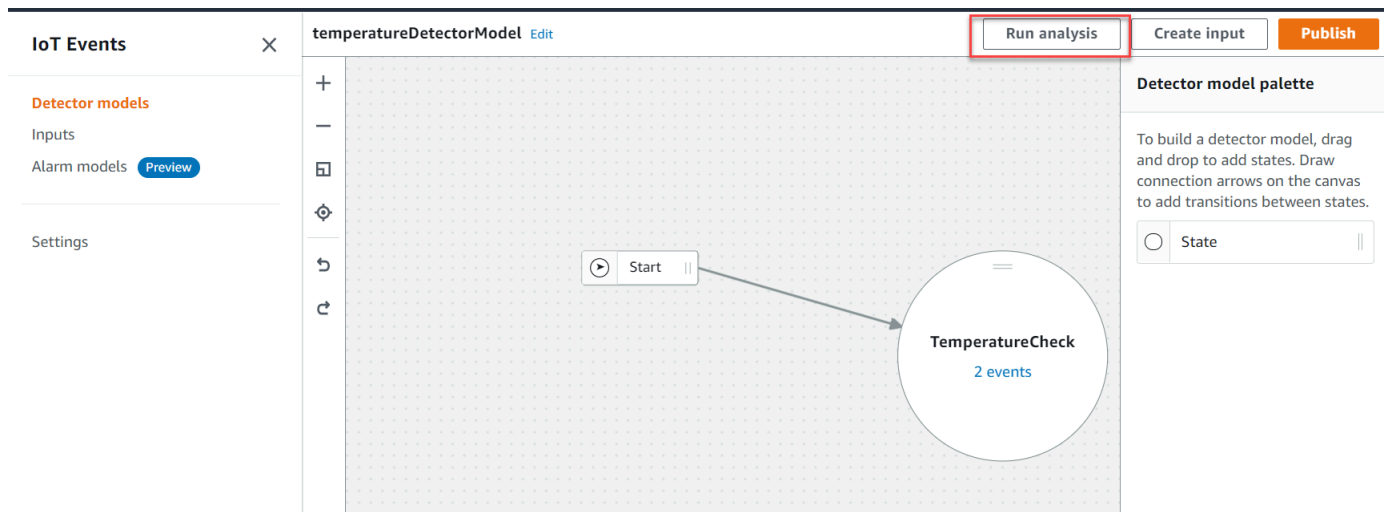 IoT Events
temperatureDetectorModel Edit
Run analysis
Create input
Publish
Detector models
Inputs
Alarm models Preview
Settings
Start
TemperatureCheck
2 events
Detector model palette
To build a detector model, drag
and drop to add states. Draw
connection arrows on the canvas
to add transitions between states.
State